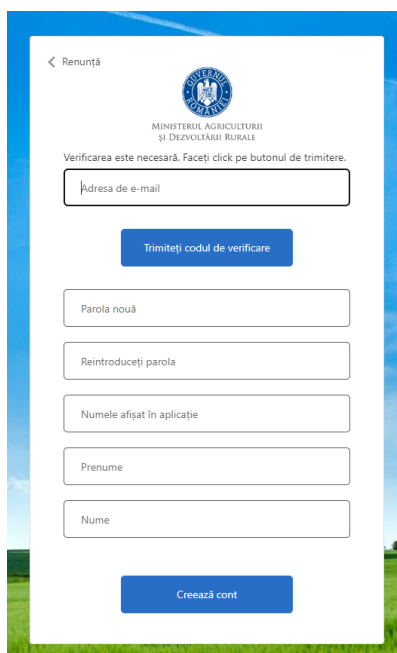 Renunță
GUVERNUL
ROMÂNIEI
Ministerul Agriculturii
și Dezvoltării Rurale
Verificarea este necesară. Faceți click pe butonul de trimitere.
Adresa de e-mail
Trimiteți codul de verificare
Parola nouă
Reintroduceți parola
Numele afișat în aplicație
Prenume
Nume
Creează cont